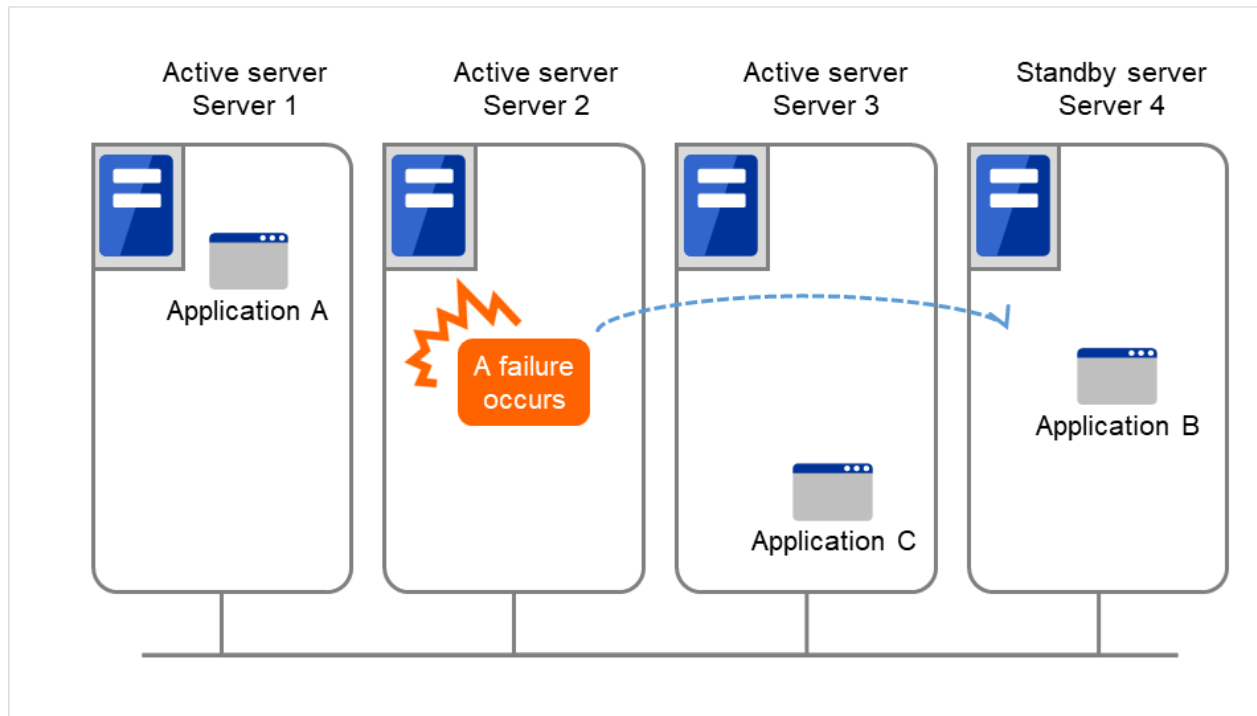 Active server
Server 1
Active server
Server 2
Active server
Server 3
Standby server
Server 4
Application A
A failure
occurs
Application B
Application C